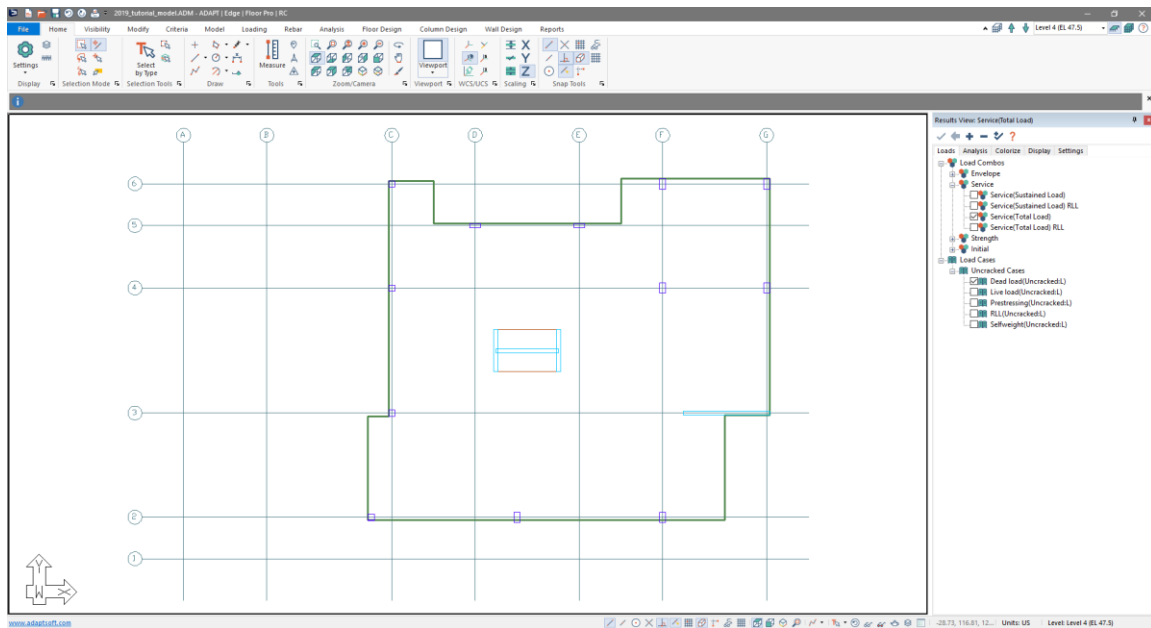 2019_tutorial_model.ADM - ADAPT | Edge | Floor Pro | RC
File Home Visibility Modify Criteria Model Loading Rebar Analysis Floor Design Column Design Wall Design Reports Level 4 (EL 47.5)
Settings Select by Type Measure Viewport X Y Z
Display Selection Mode Selection Tools Draw Tools Zoom/Camera Viewport WCS/UCS Scaling Snap Tools
Results View: Service(Total Load)
Loads Analysis Colorize Display Settings
Load Combos
Envelope
Service
Service(Sustained Load)
Service(Sustained Load) RLL
Service(Total Load)
Service(Total Load) RLL
Strength
Initial
Load Cases
Uncracked Cases
Dead load(Uncracked:L)
Live load(Uncracked:L)
Prestressing(Uncracked:L)
RLL(Uncracked:L)
Selfweight(Uncracked:L)
A B C D E F G
6
5
4
3
2
1
Y
W X
www.adaptsoft.com -28.73, 116.81, 12... Units: US Level: Level 4 (EL 47.5)